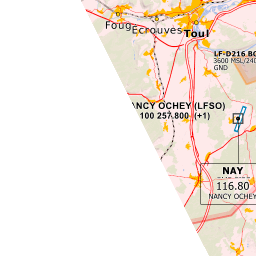 Foug
Ecrouves
Toul
LF-D216 BO
3600 MSL/240
GND
NANCY OCHEY (LFSO)
100 257.800 (+1)
NAY
116.80
NANCY OCHEY